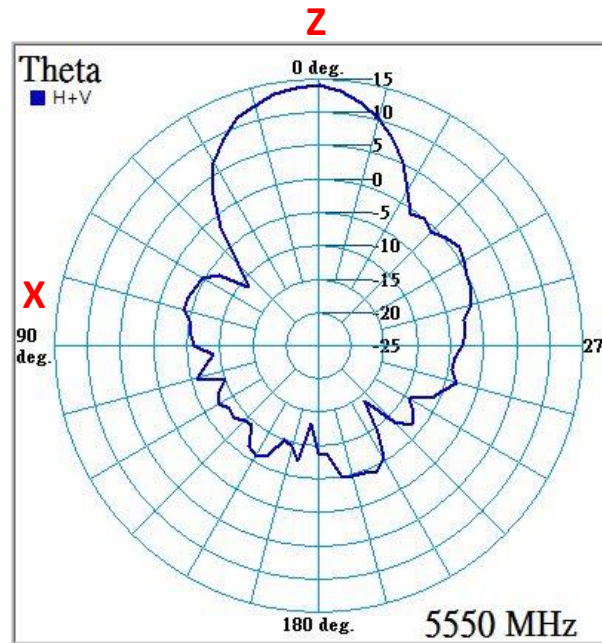 Z
Theta
0 deg.
15
H+V
10
5
0
-5
-10
-15
X
-20
90
-25
27
deg.
180 deg.
5550 MHz